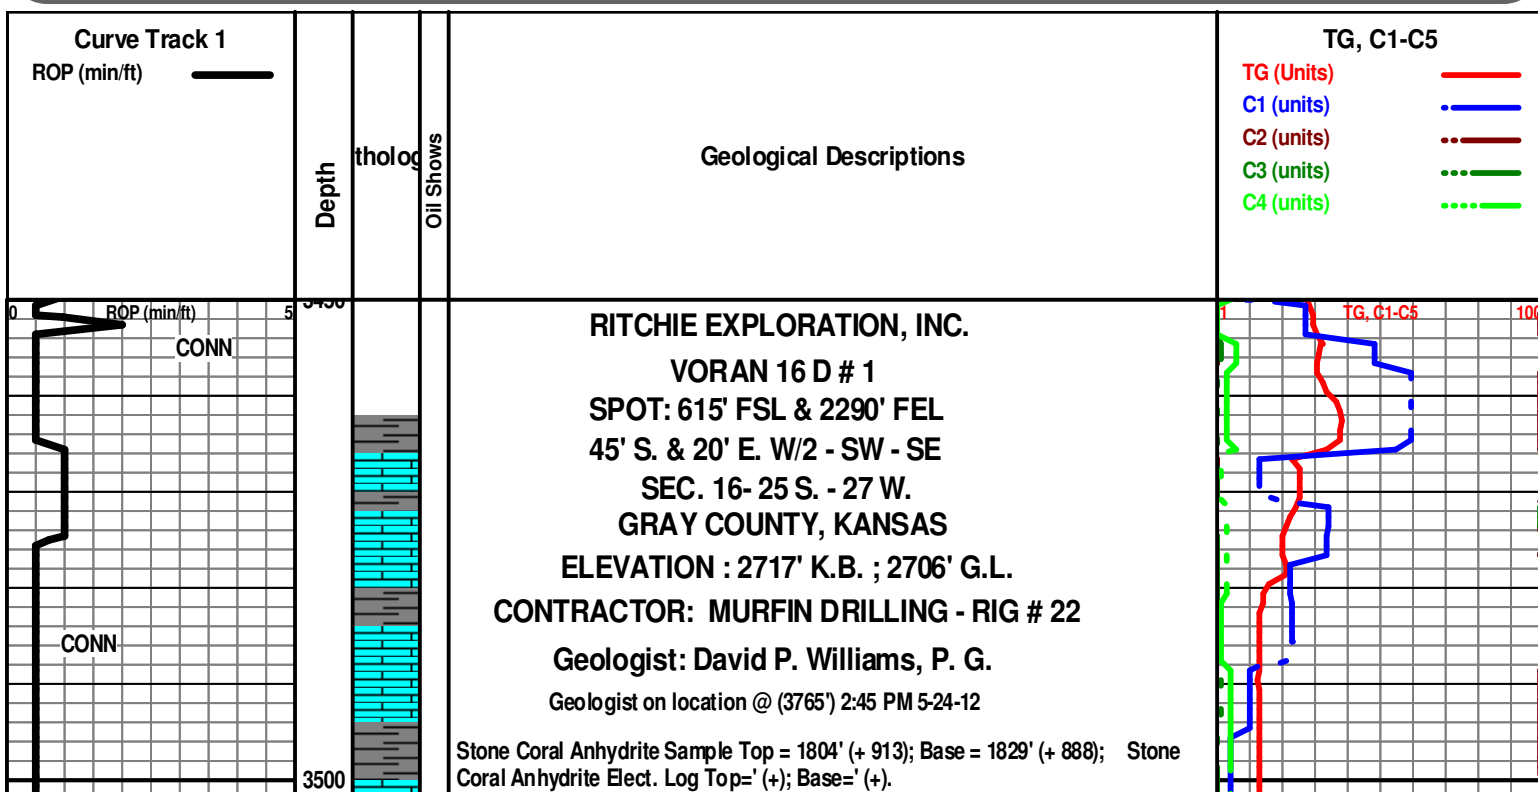 Curve Track 1
ROP (min/ft)
Depth
tholog
Oil Shows
Geological Descriptions
TG, C1-C5
TG (Units)
C1 (units)
C2 (units)
C3 (units)
C4 (units)
0 ROP (min/ft) 5
CONN
CONN
3450
3500
RITCHIE EXPLORATION, INC.
VORAN 16 D # 1
SPOT: 615' FSL & 2290' FEL
45' S. & 20' E. W/2 - SW - SE
SEC. 16- 25 S. - 27 W.
GRAY COUNTY, KANSAS
ELEVATION : 2717' K.B. ; 2706' G.L.
CONTRACTOR: MURFIN DRILLING - RIG # 22
Geologist: David P. Williams, P. G.
Geologist on location @ (3765') 2:45 PM 5-24-12
Stone Coral Anhydrite Sample Top = 1804' (+ 913); Base = 1829' (+ 888); Stone
Coral Anhydrite Elect. Log Top=' (+); Base=' (+).
1 TG, C1-C5 100